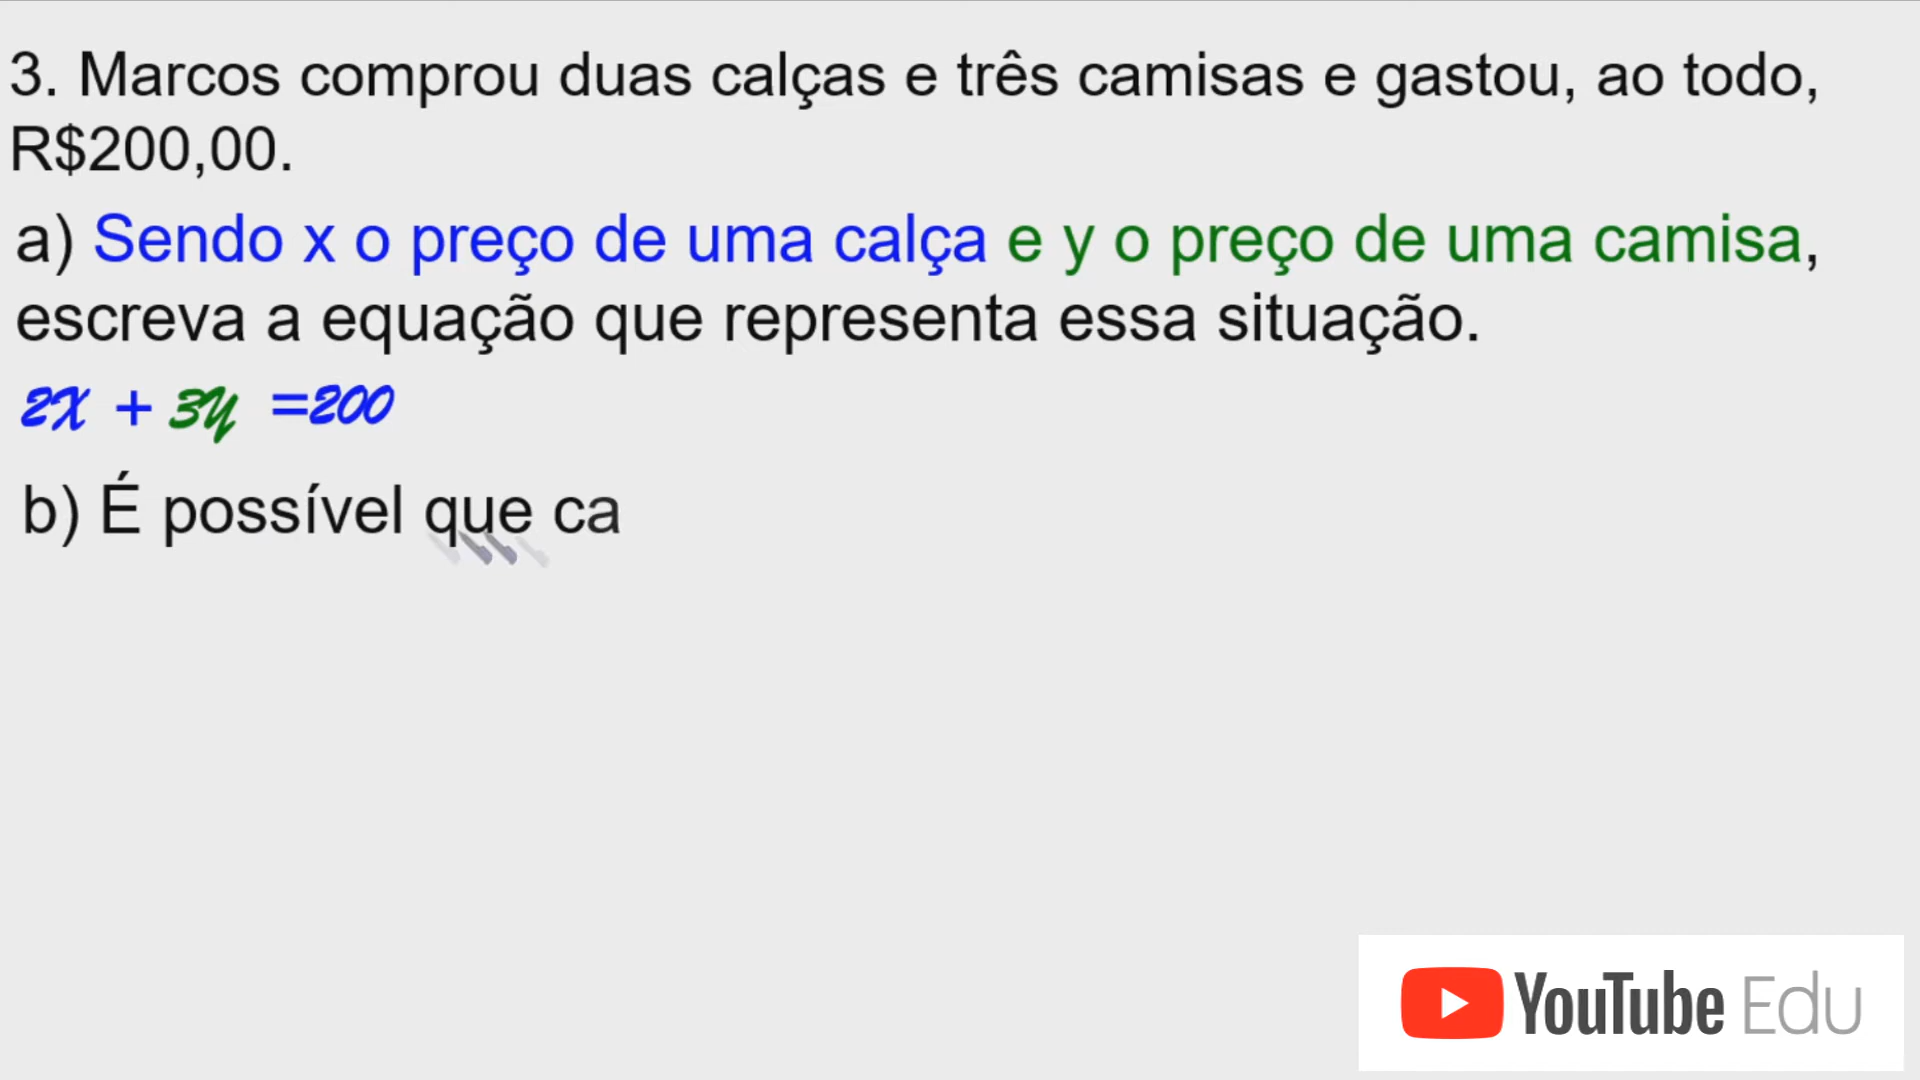 3. Marcos comprou duas calças e três camisas e gastou, ao todo,
R$200,00.
a) Sendo x o preço de uma calça e y o preço de uma camisa,
escreva a equação que representa essa situação.
2X + 3y =200
b) É possível que ca
YouTube Edu